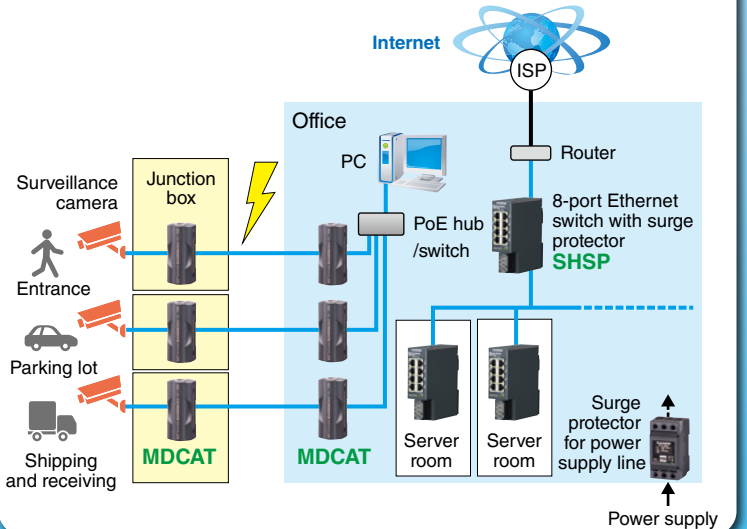 Internet
ISP
Office
PC
Router
Surveillance
camera
Junction
box
PoE hub
/switch
8-port Ethernet
switch with surge
protector
SHSP
Entrance
Parking lot
Shipping
and receiving
MDCAT
MDCAT
Server
room
Server
room
Surge
protector
for power
supply line
Power supply